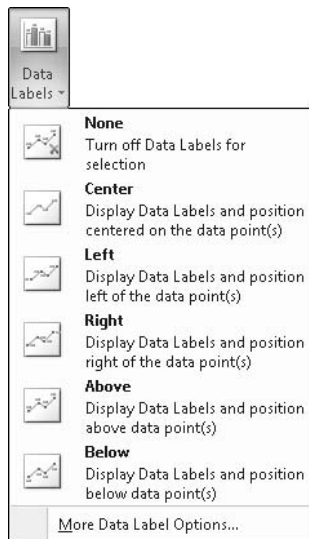 Data
Labels
None
Turn off Data Labels for
selection
Center
Display Data Labels and position
centered on the data point(s)
Left
Display Data Labels and position
left of the data point(s)
Right
Display Data Labels and position
right of the data point(s)
Above
Display Data Labels and position
above data point(s)
Below
Display Data Labels and position
below data point(s)
More Data Label Options...